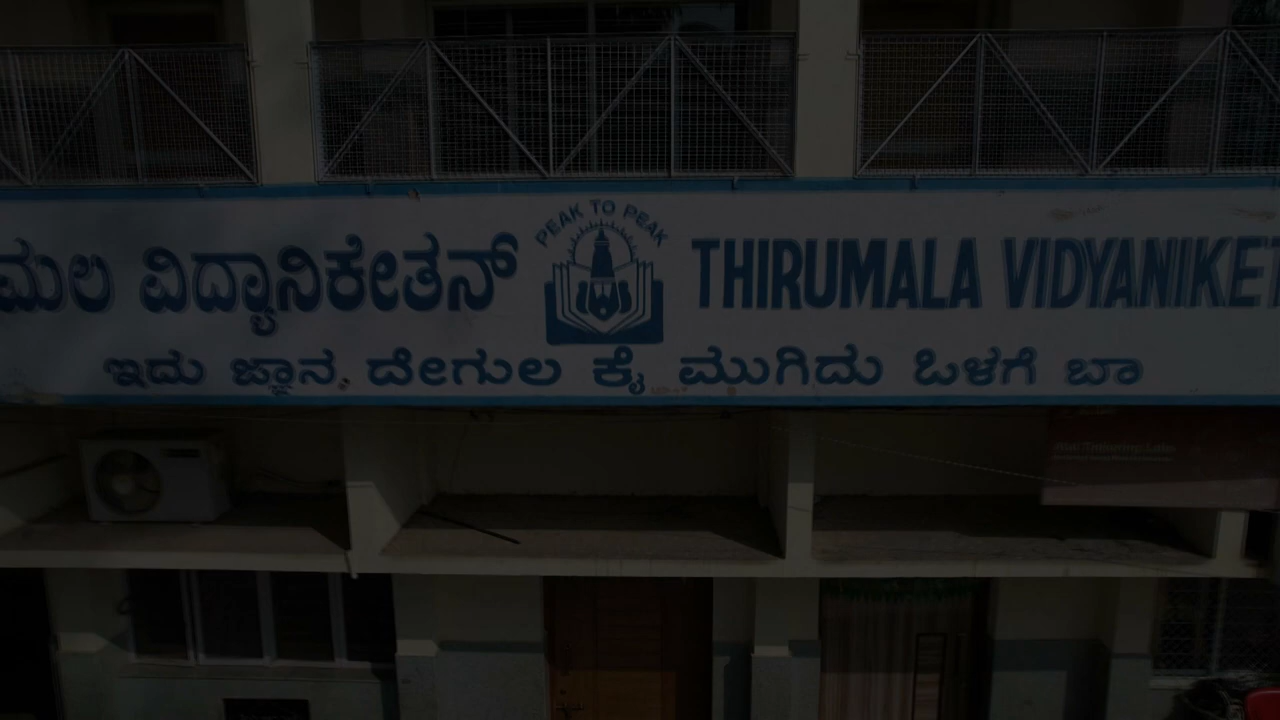 PEAK TO PEAK
ಮಲ ವಿದ್ಯಾನಿಕೇತನ್ THIRUMALA VIDYANIKET
ಇದು ಜ್ಞಾನ ದೇಗುಲ ಕೈ ಮುಗಿದು ಒಳಗೆ ಬಾ